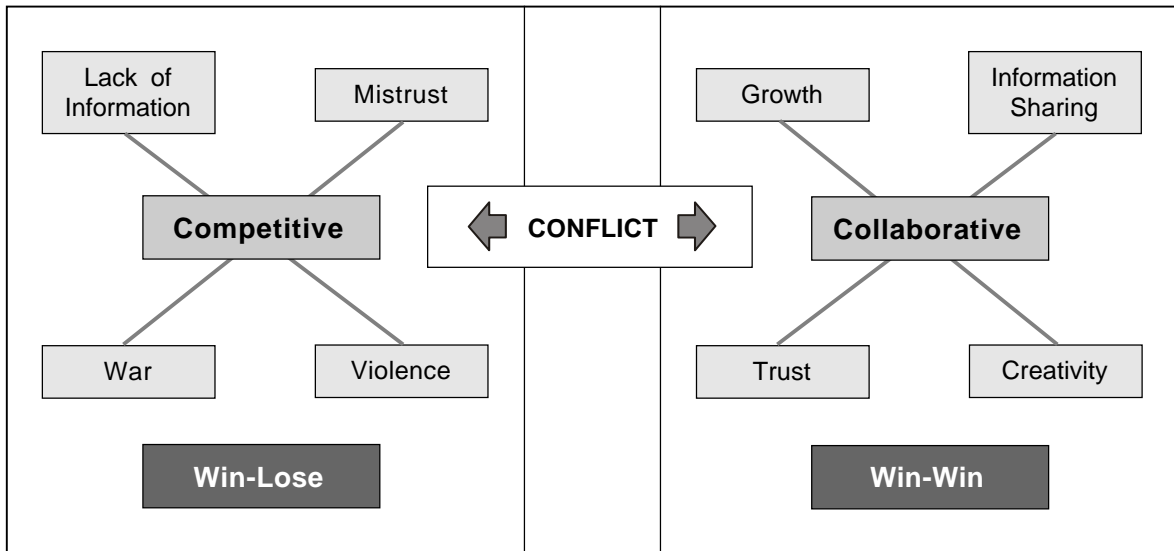 Lack of
Information
Mistrust
Competitive
War
Violence
Win-Lose
CONFLICT
Growth
Information
Sharing
Collaborative
Trust
Creativity
Win-Win